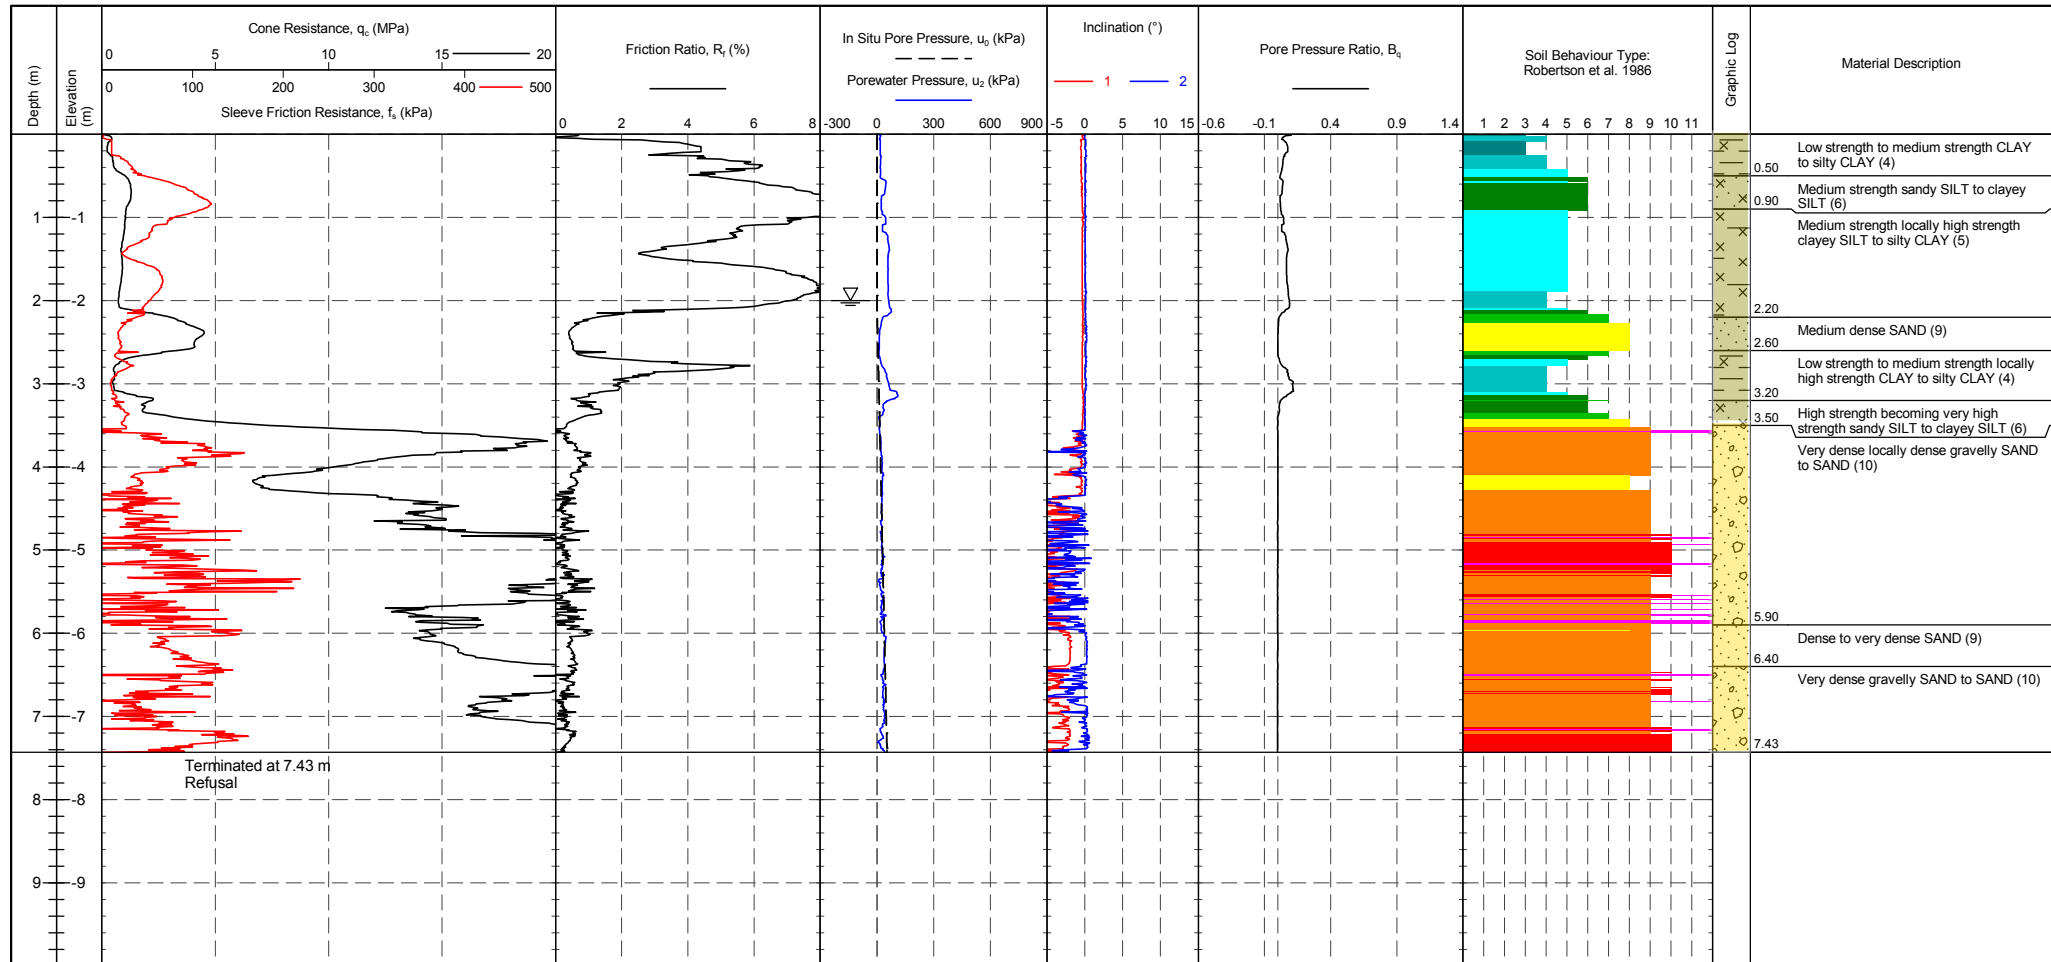 Depth (m)
Elevation
(m)
Cone Resistance, qc (MPa)
0 5 10 15 20
0 100 200 300 400 500
Sleeve Friction Resistance, fs (kPa)
Friction Ratio, Rf (%)
0 2 4 6 8
In Situ Pore Pressure, u0 (kPa)
Porewater Pressure, u2 (kPa)
-300 0 300 600 900
Inclination (°)
1 2
-5 0 5 10 15
Pore Pressure Ratio, Bq
-0.6 -0.1 0.4 0.9 1.4
Soil Behaviour Type:
Robertson et al. 1986
1 2 3 4 5 6 7 8 9 10 11
Graphic Log
Material Description
Low strength to medium strength CLAY
to silty CLAY (4)
0.50
Medium strength sandy SILT to clayey
SILT (6)
0.90
1 -1
Medium strength locally high strength
clayey SILT to silty CLAY (5)
2 -2
2.20
Medium dense SAND (9)
2.60
Low strength to medium strength locally
high strength CLAY to silty CLAY (4)
3 -3
3.20
High strength becoming very high
strength sandy SILT to clayey SILT (6)
3.50
Very dense locally dense gravelly SAND
to SAND (10)
4 -4
5 -5
5.90
6 -6
Dense to very dense SAND (9)
6.40
Very dense gravelly SAND to SAND (10)
7 -7
7.43
Terminated at 7.43 m
Refusal
8 -8
9 -9